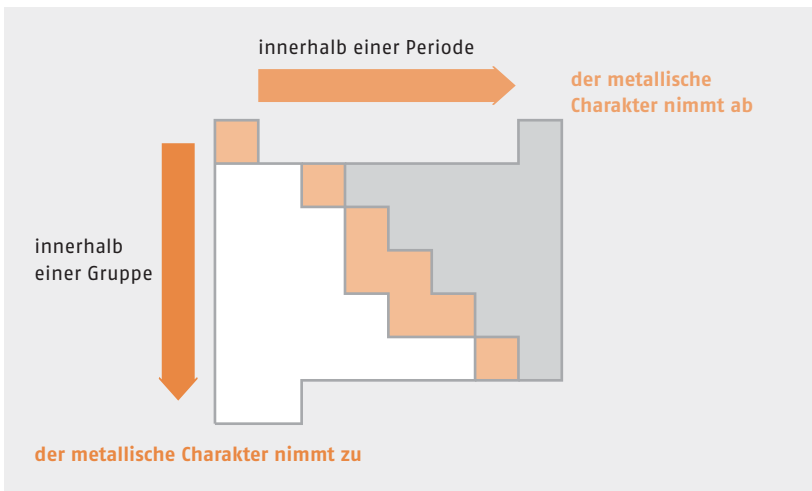 innerhalb einer Periode
der metallische
Charakter nimmt ab
innerhalb
einer Gruppe
der metallische Charakter nimmt zu